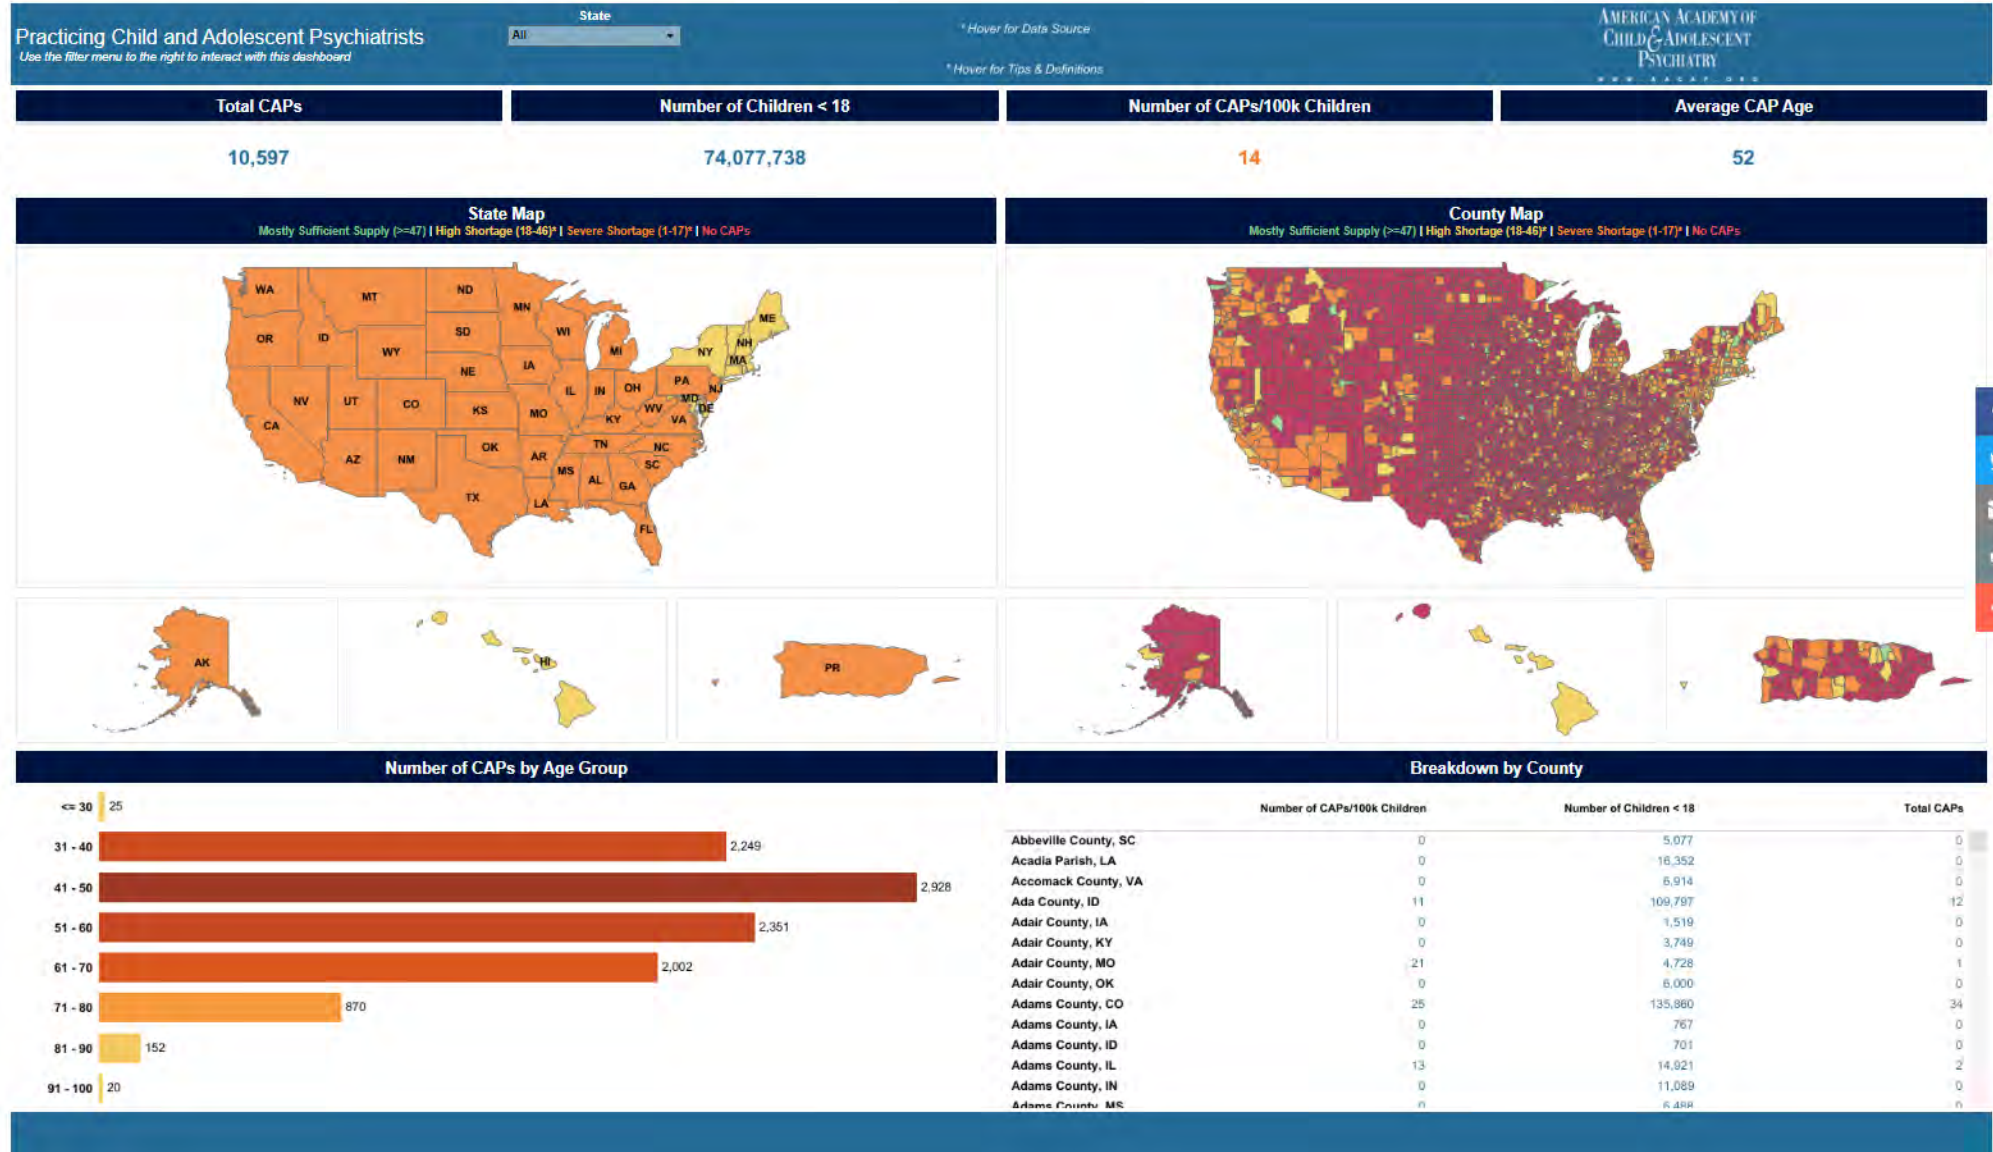 Practicing Child and Adolescent Psychiatrists
Use the filter menu to the right to interact with this dashboard
State
All
* Hover for Data Source
* Hover for Tips & Definitions
AMERICAN ACADEMY OF
CHILD & ADOLESCENT
PSYCHIATRY
WWW.AACAP.ORG
Total CAPs
Number of Children < 18
Number of CAPs/100k Children
Average CAP Age
10,597
74,077,738
14
52
State Map
Mostly Sufficient Supply (>=47) | High Shortage (18-46)* | Severe Shortage (1-17)* | No CAPs
County Map
Mostly Sufficient Supply (>=47) | High Shortage (18-46)* | Severe Shortage (1-17)* | No CAPs
WA
MT
ND
MN
ME
OR
ID
SD
WI
MI
NY
NH
MA
WY
NE
IA
IL
IN
OH
PA
NJ
MD
DE
NV
UT
CO
KS
MO
KY
WV
VA
CA
AZ
NM
OK
AR
TN
NC
SC
MS
AL
GA
TX
LA
FL
AK
HI
PR
Number of CAPs by Age Group
<= 30 25
31 - 40 2,249
41 - 50 2,928
51 - 60 2,351
61 - 70 2,002
71 - 80 870
81 - 90 152
91 - 100 20
Breakdown by County
Number of CAPs/100k Children Number of Children < 18 Total CAPs
Abbeville County, SC 0 5,077 0
Acadia Parish, LA 0 16,352 0
Accomack County, VA 0 6,914 0
Ada County, ID 11 109,797 12
Adair County, IA 0 1,519 0
Adair County, KY 0 3,749 0
Adair County, MO 21 4,728 1
Adair County, OK 0 6,000 0
Adams County, CO 25 135,860 34
Adams County, IA 0 767 0
Adams County, ID 0 701 0
Adams County, IL 13 14,921 2
Adams County, IN 0 11,089 0
Adams County, MS 0 6,488 0